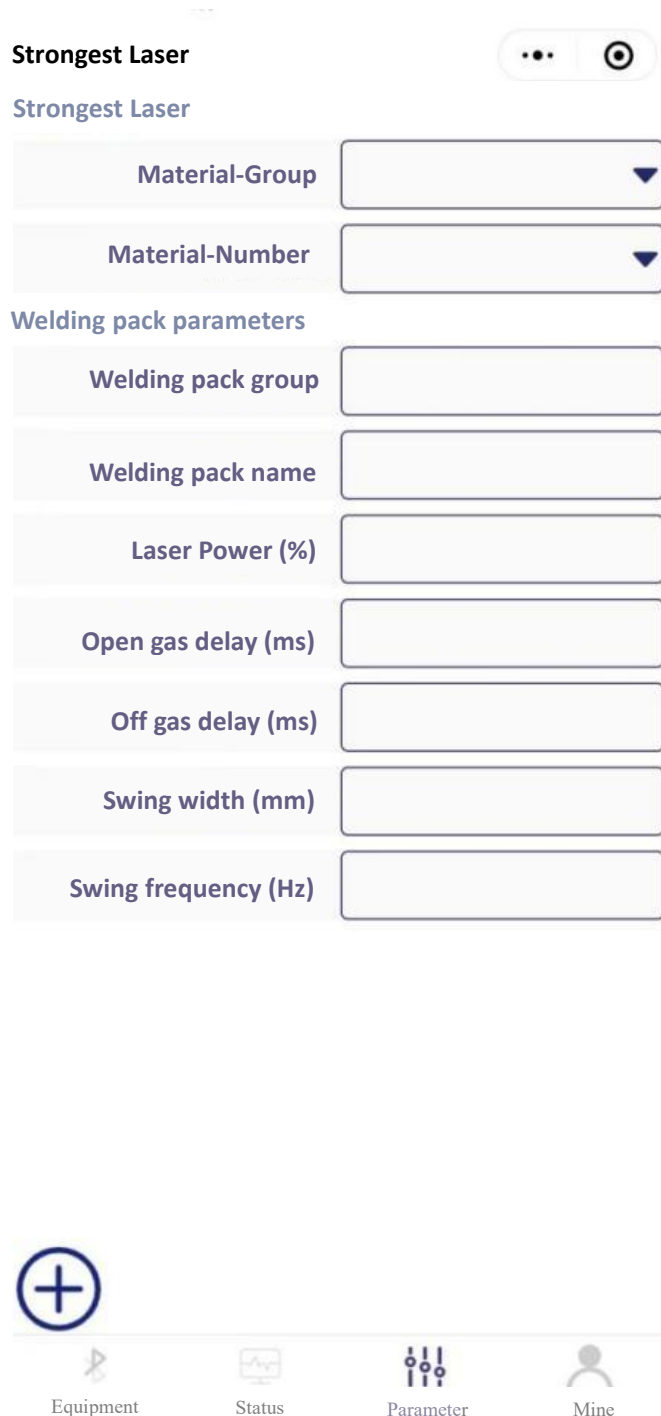 Strongest Laser
Strongest Laser
Material-Group
Material-Number
Welding pack parameters
Welding pack group
Welding pack name
Laser Power (%)
Open gas delay (ms)
Off gas delay (ms)
Swing width (mm)
Swing frequency (Hz)
Equipment Status Parameter Mine